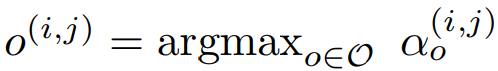 o^{(i,j)} = argmax_{o∈𝒪} α_o^{(i,j)}